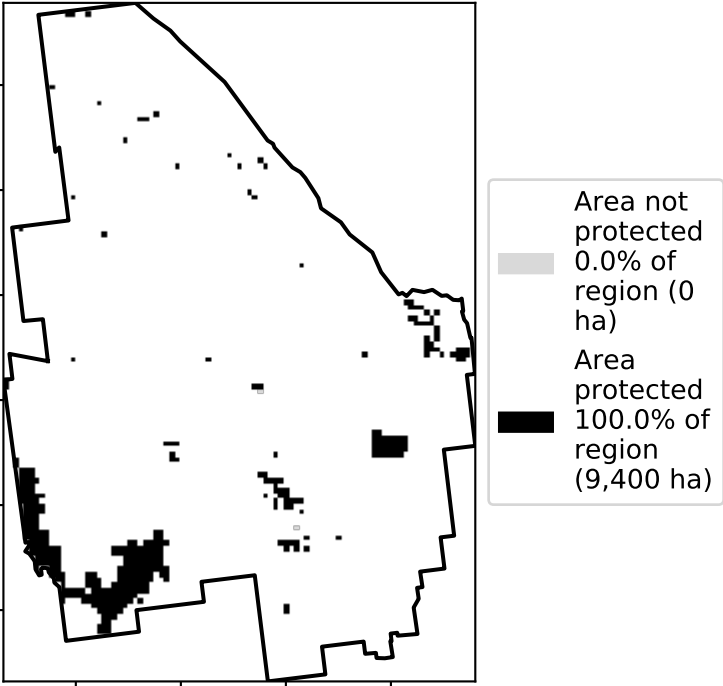 Area not
protected
0.0% of
region (0
ha)
Area
protected
100.0% of
region
(9,400 ha)